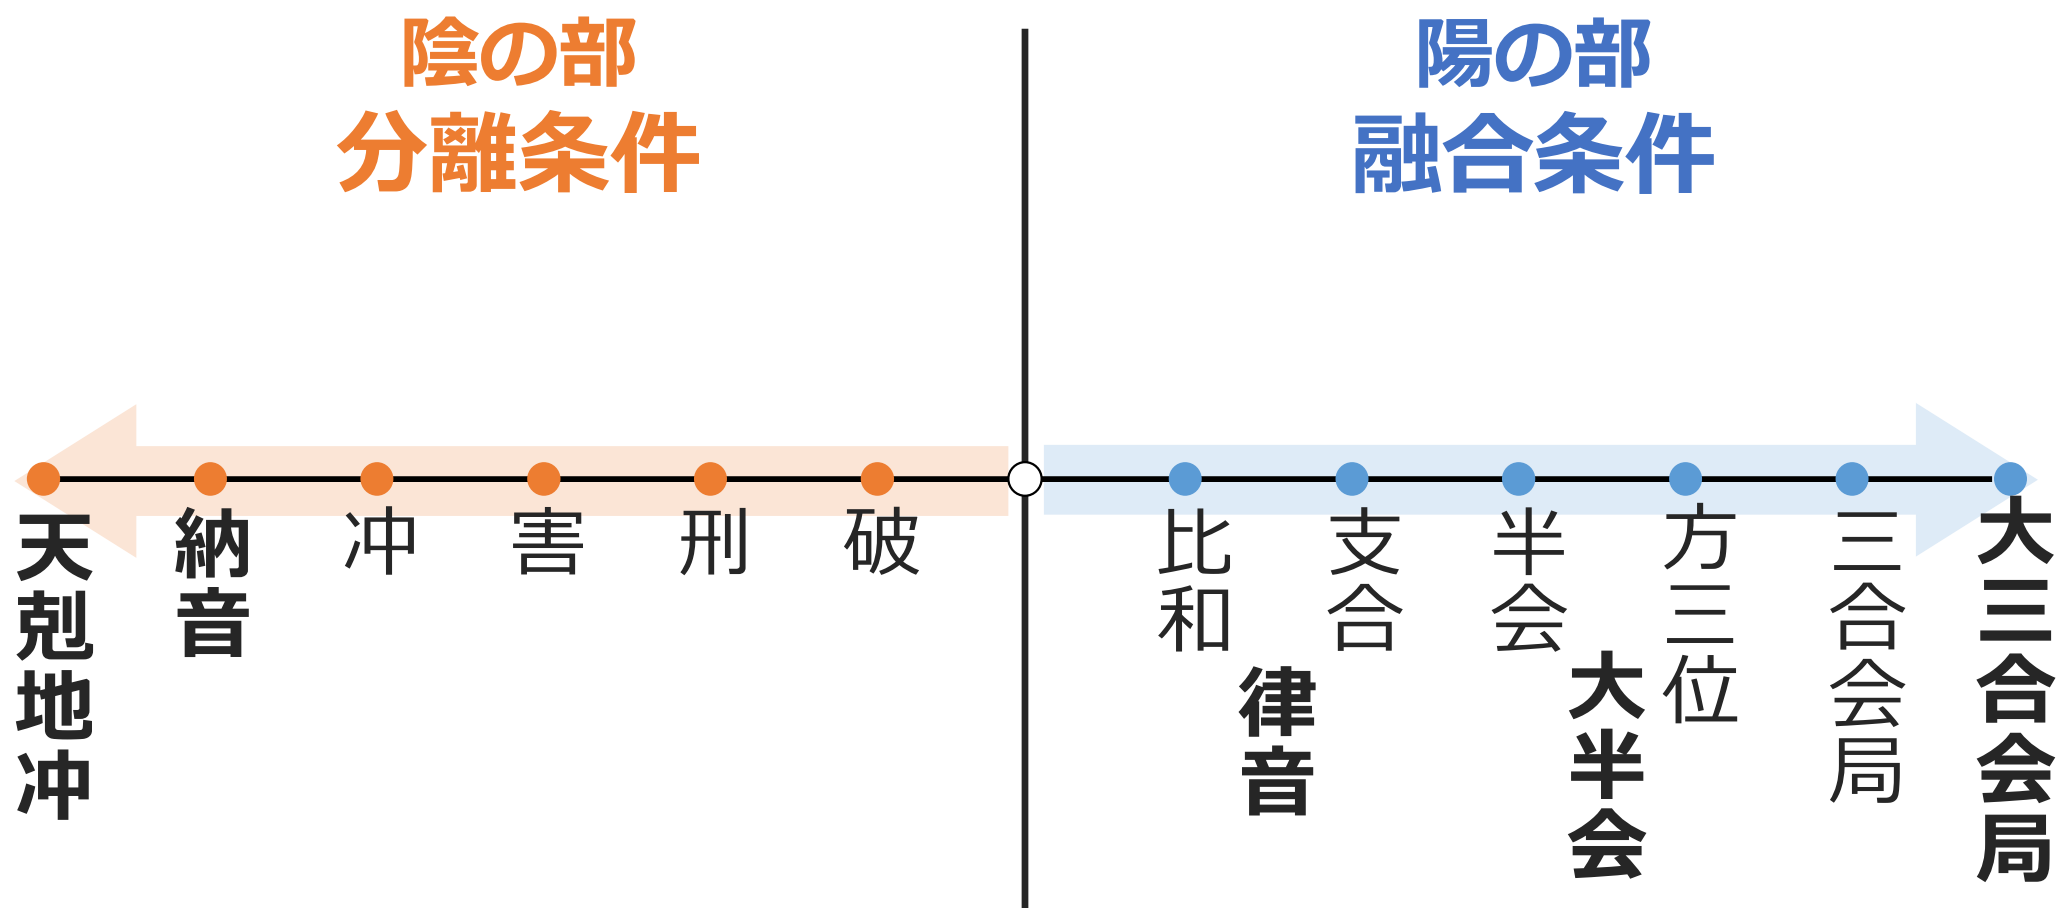 陰の部
分離条件
陽の部
融合条件
天剋地冲
納音
冲
害
刑
破
比和
律音
支合
半会
大半会
方三位
三合会局
大三合会局